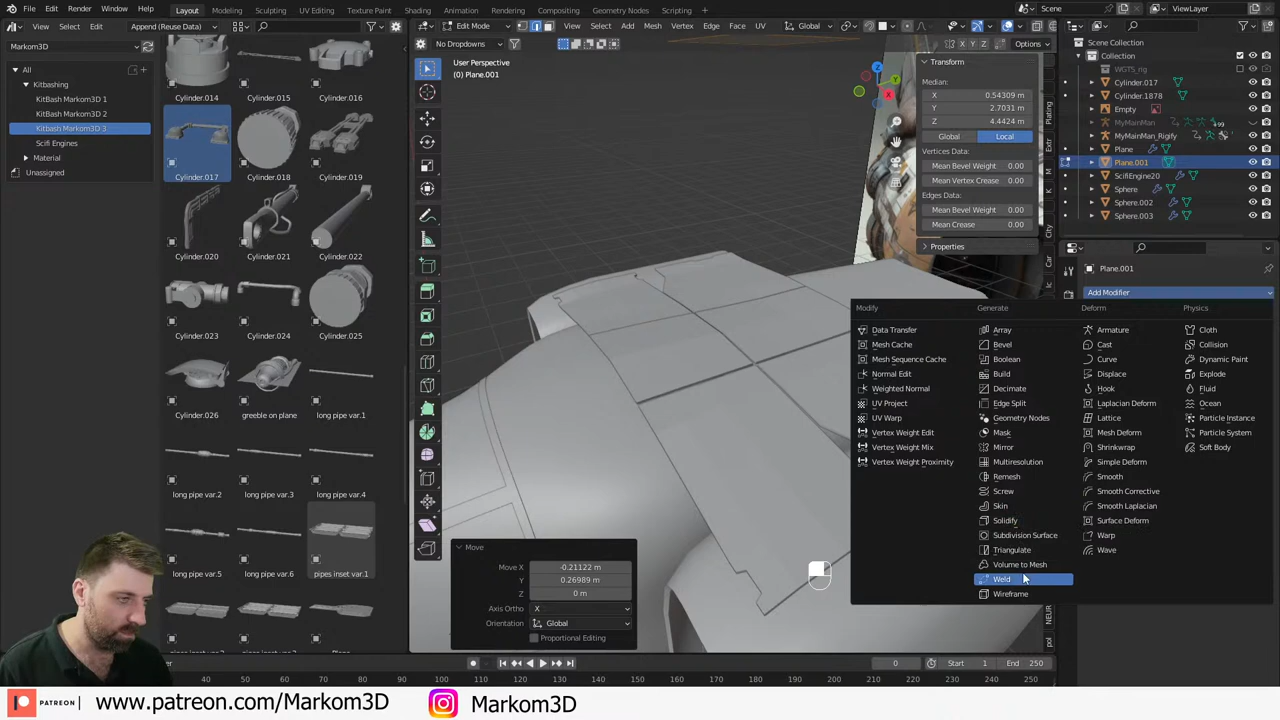 File Edit Render Window Help
Layout Modeling Sculpting UV Editing Texture Paint Shading Animation Rendering Compositing Geometry Nodes Scripting
Scene ViewLayer
View Select Edit Append (Reuse Data)
Edit Mode View Select Add Mesh Vertex Edge Face UV Global
Markom3D
No Dropdowns
X Y Z Options
All
Kitbashing
KitBash Markom3D 1
KitBash Markom3D 2
Kitbash Markom3D 3
Scifi Engines
Material
Unassigned
Cylinder.014 Cylinder.015 Cylinder.016
Cylinder.017 Cylinder.018 Cylinder.019
Cylinder.020 Cylinder.021 Cylinder.022
Cylinder.023 Cylinder.024 Cylinder.025
Cylinder.026 greeble on plane long pipe var.1
long pipe var.2 long pipe var.3 long pipe var.4
long pipe var.5 long pipe var.6 pipes inset var.1
User Perspective
(0) Plane.001
Transform
Median:
X 0.54309 m
Y 2.7031 m
Z 4.4424 m
Global Local
Vertices Data:
Mean Bevel Weight 0.00
Mean Vertex Crease 0.00
Edges Data:
Mean Bevel Weight 0.00
Mean Crease 0.00
Properties
Scene Collection
Collection
WGT5_rig
Cylinder.017
Cylinder.1878
Empty
MyMainMan
MyMainMan_Rigify
Plane
Plane.001
ScifiEngine20
Sphere
Sphere.002
Sphere.003
Plane.001
Add Modifier
Modify
Data Transfer
Mesh Cache
Mesh Sequence Cache
Normal Edit
Weighted Normal
UV Project
UV Warp
Vertex Weight Edit
Vertex Weight Mix
Vertex Weight Proximity
Generate
Array
Bevel
Boolean
Build
Decimate
Edge Split
Geometry Nodes
Mask
Mirror
Multiresolution
Remesh
Screw
Skin
Solidify
Subdivision Surface
Triangulate
Volume to Mesh
Weld
Wireframe
Deform
Armature
Cast
Curve
Displace
Hook
Laplacian Deform
Lattice
Mesh Deform
Shrinkwrap
Simple Deform
Smooth
Smooth Corrective
Smooth Laplacian
Surface Deform
Warp
Wave
Physics
Cloth
Collision
Dynamic Paint
Explode
Fluid
Ocean
Particle Instance
Particle System
Soft Body
Move
Move X -0.21122 m
Y 0.26989 m
Z 0 m
Axis Ortho X
Orientation Global
Proportional Editing
0 Start 1 End 250
40 50 60 70 80 90 100 110 120 130 140 150 160 170 180 190 200 210 220 230 240 250
PATREON www.patreon.com/Markom3D Markom3D